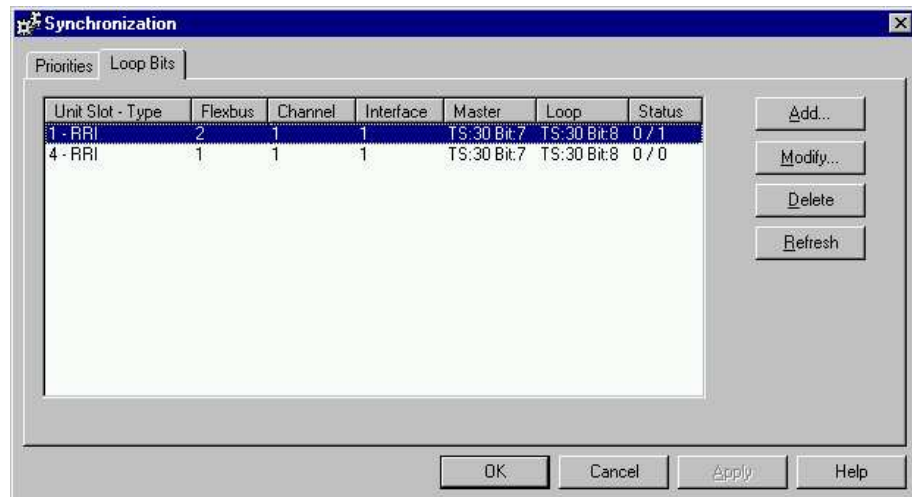 Synchronization
Priorities Loop Bits
Unit Slot - Type Flexbus Channel Interface Master Loop Status
1 - RRI 2 1 1 TS:30 Bit:7 TS:30 Bit:8 0 / 1
4 - RRI 1 1 1 TS:30 Bit:7 TS:30 Bit:8 0 / 0
Add...
Modify...
Delete
Refresh
OK Cancel Apply Help